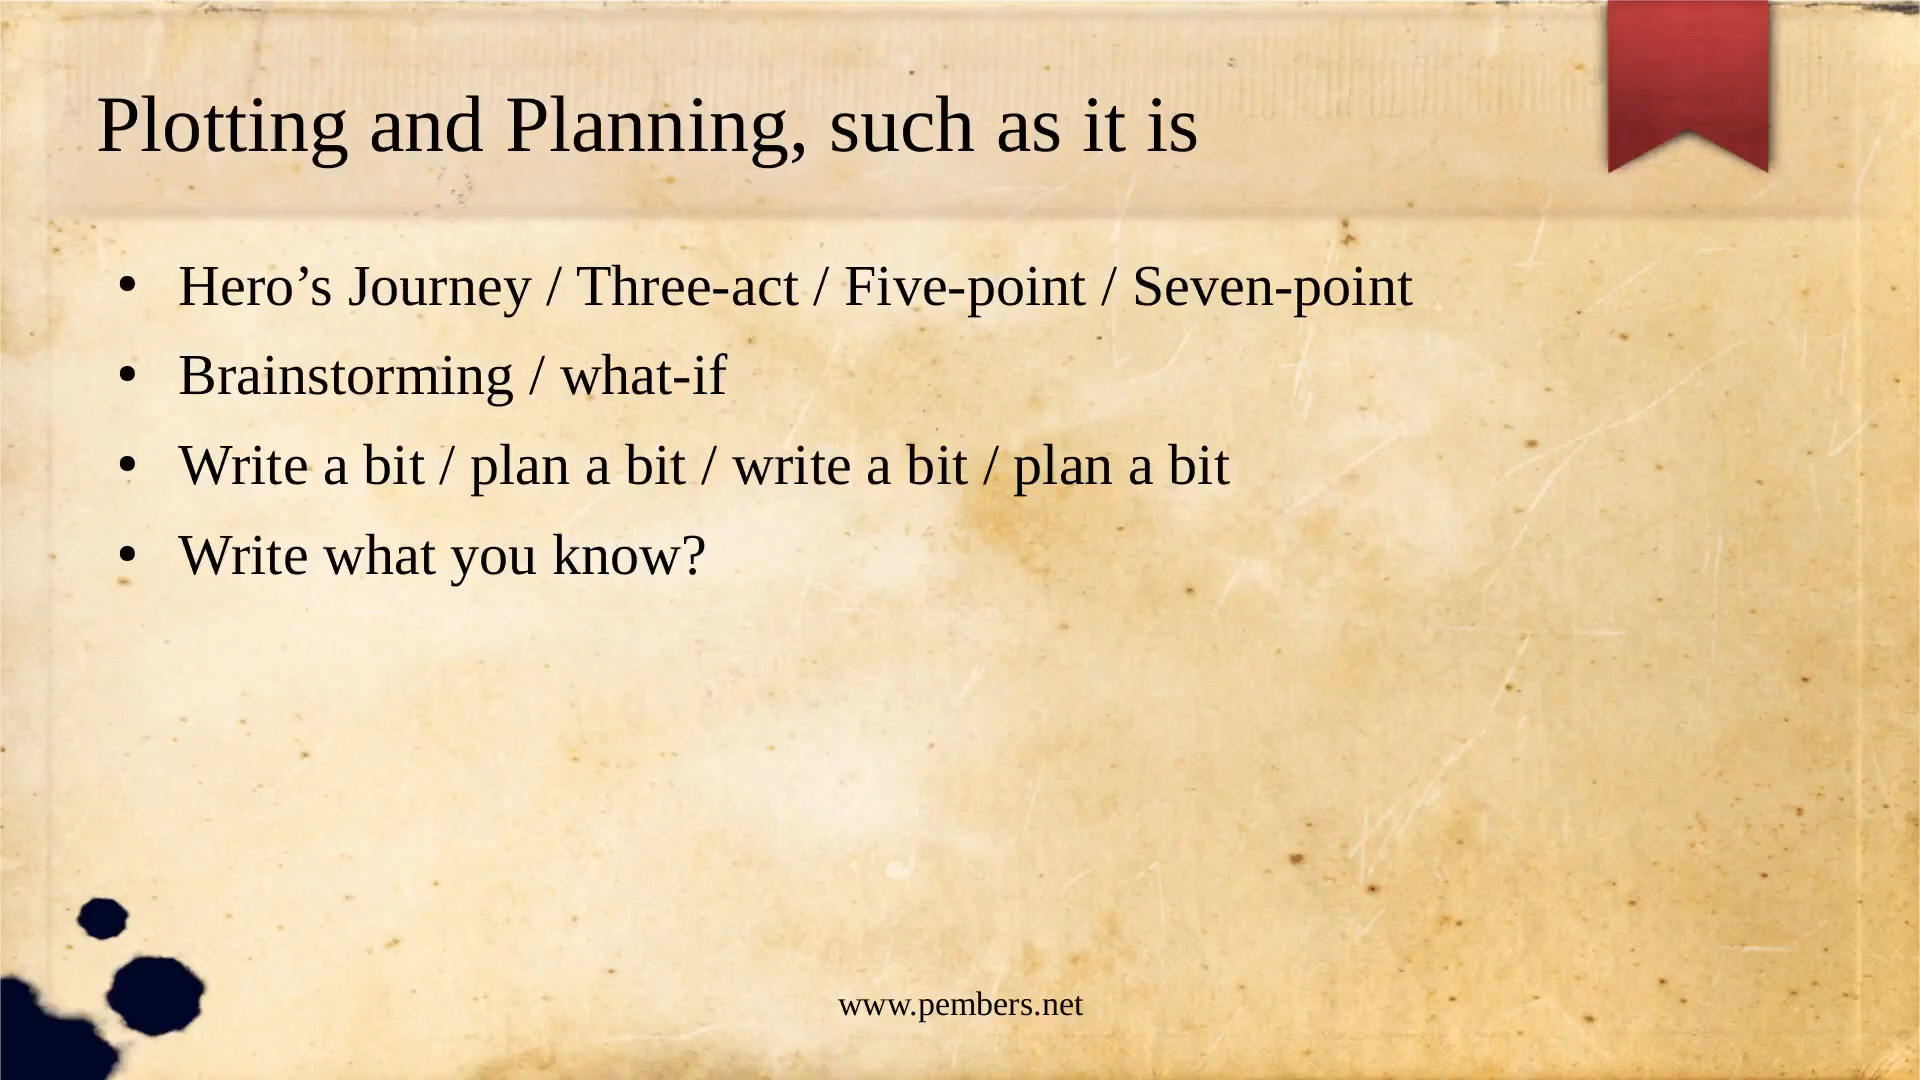 Plotting and Planning, such as it is
• Hero’s Journey / Three-act / Five-point / Seven-point
• Brainstorming / what-if
• Write a bit / plan a bit / write a bit / plan a bit
• Write what you know?
www.pembers.net